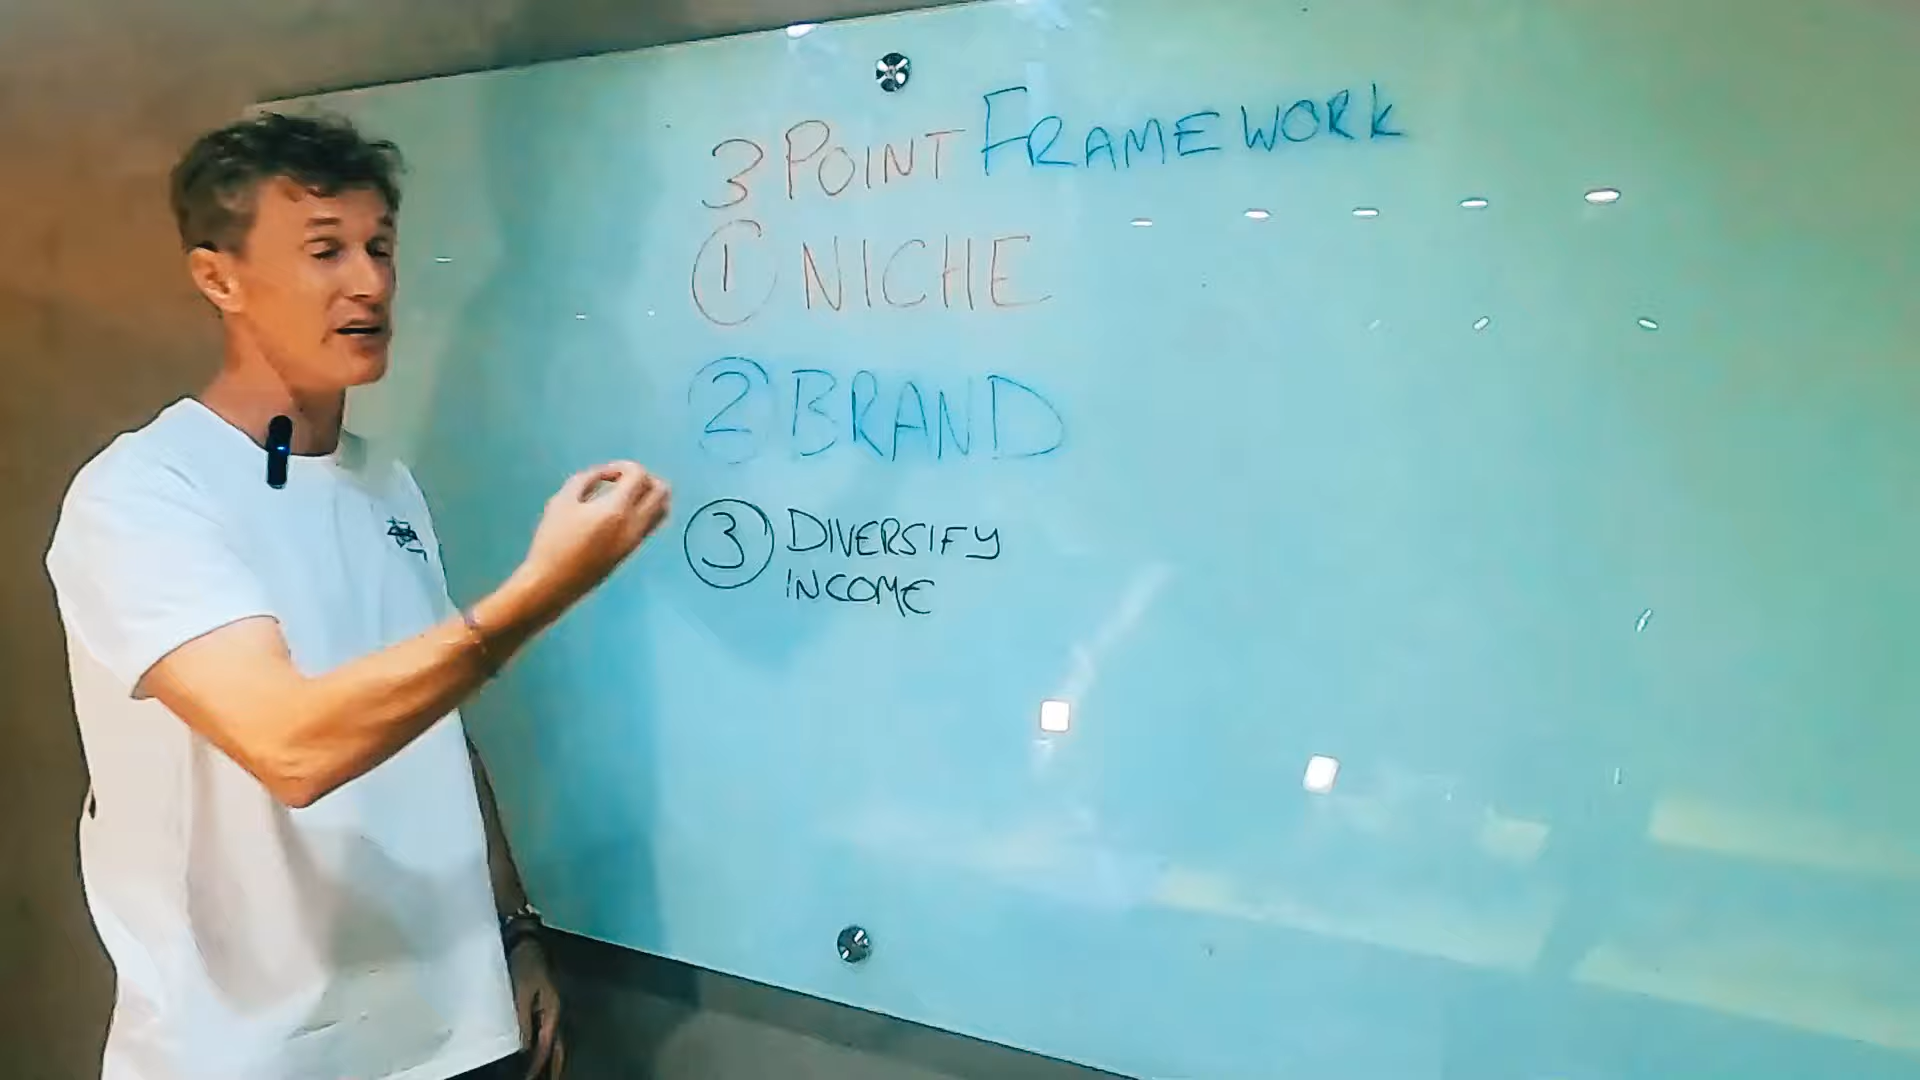 3 POINT FRAMEWORK
① NICHE
② BRAND
③ DIVERSIFY
INCOME